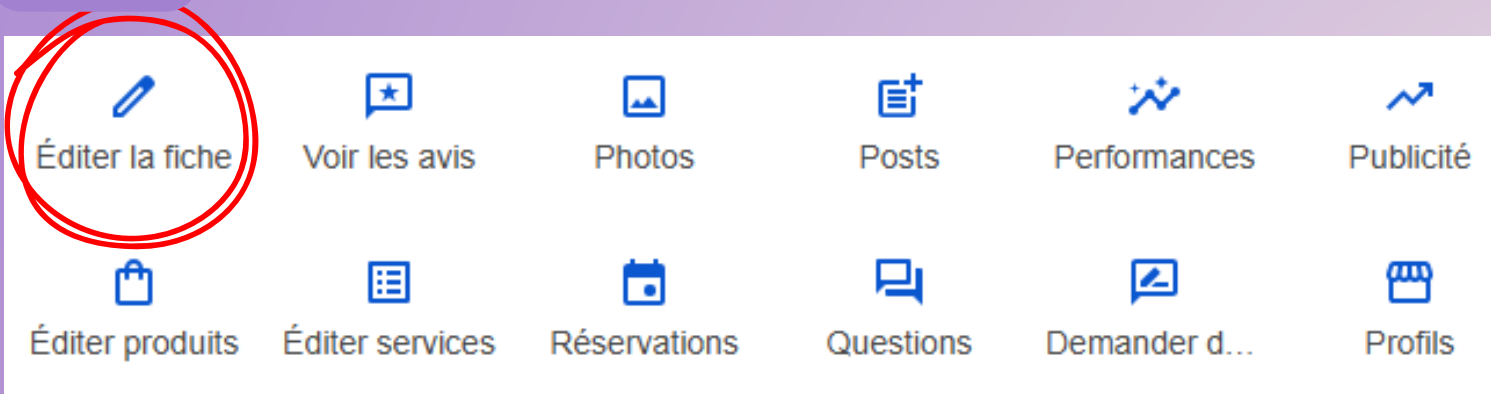 Éditer la fiche Voir les avis Photos Posts Performances Publicité
Éditer produits Éditer services Réservations Questions Demander d...
Profils